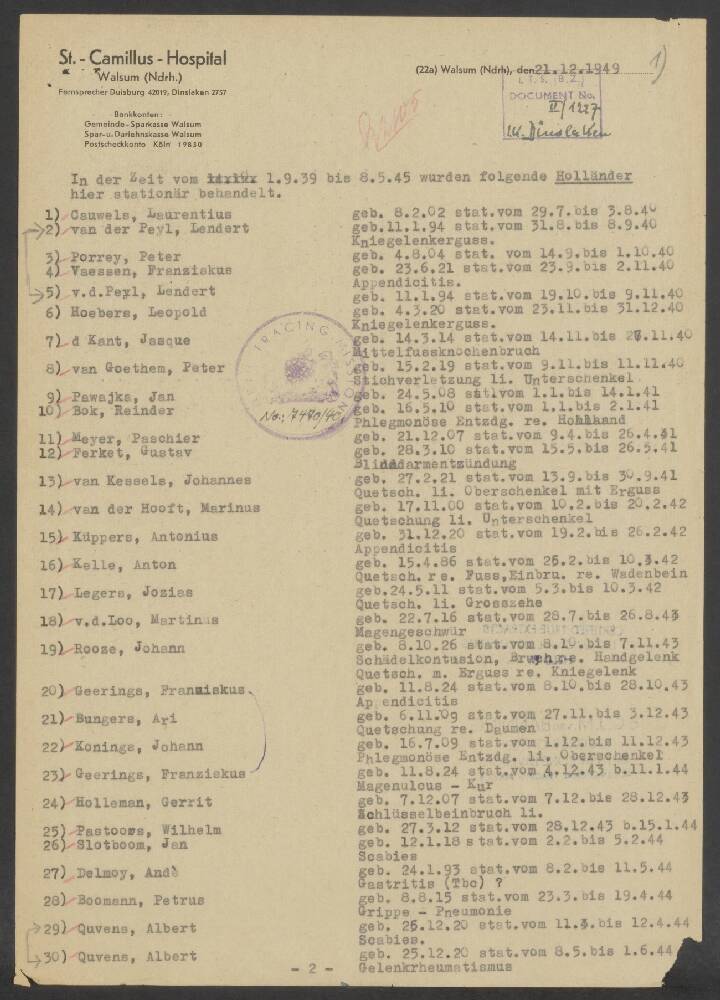 St. - Camillus - Hospital
Walsum (Ndrh.)
Fernsprecher Duisburg 42019, Dinslaken 2757
Bankkonten:
Gemeinde-Sparkasse Walsum
Spar-u. Darlehnskasse Walsum
Postscheckkonto Köln 19830
(22a) Walsum (Ndrh), den 21.12.1949
1)
I. T. S. (B.Z.)
DOCUMENT No.
II/1227
LK. Dinslaken
In der Zeit vom 1.9.39 bis 8.5.45 wurden folgende Holländer
hier stationär behandelt.
1) Cauwels, Laurentius geb. 8.2.02 stat.vom 29.7.bis 3.8.40
2) van der Peyl, Lendert geb.11.1.94 stat.vom 31.8.bis 8.9.40
Kniegelenkerguss.
3) Porrey, Peter geb. 4.8.04 stat. vom 14.9.bis 1.10.40
4) Vaessen, Franziskus geb. 23.6.21 stat.vom 23.9.bis 2.11.40
Appendicitis.
5) v.d.Peyl, Lendert geb. 11.1.94 stat.vom 19.10.bis 9.11.40
6) Hoebers, Leopold geb. 4.3.20 stat.vom 23.11.bis 31.12.40
Kniegelenkerguss.
7) d Kant, Jasque geb. 14.3.14 stat.vom 14.11.bis 28.11.40
Mittelfussknochenbruch
8) van Goethem, Peter geb. 15.2.19 stat.vom 9.11.bis 11.11.40
Stichverletzung li. Unterschenkel
9) Pawajka, Jan geb. 24.5.08 satlvom 1.1.bis 14.1.41
10) Bok, Reinder geb. 16.5.10 stat.vom 1.1.bis 2.1.41
Phlegmonöse Entzdg. re. Hohlhand
11) Meyer, Paschier geb. 21.12.07 stat.vom 9.4.bis 26.4.41
12) Ferket, Gustav geb. 28.3.10 stat.vom 15.5.bis 26.5.41
Blinddarmentzündung
13) van Kessels, Johannes geb. 27.2.21 stat.vom 13.9.bis 30.9.41
Quetsch. li. Oberschenkel mit Erguss
14) van der Hooft, Marinus geb. 17.11.00 stat.vom 10.2.bis 20.2.42
Quetschung li. Unterschenkel
15) Küppers, Antonius geb. 31.12.20 stat.vom 19.2.bis 26.2.42
Appendicitis
16) Kelle, Anton geb. 15.4.86 stat.vom 26.2.bis 10.3.42
Quetsch. re. Fuss,Einbru. re. Wadenbein
17) Legers, Jozias geb.24.5.11 stat.vom 5.3.bis 10.3.42
Quetsch. li. Grosszehe
18) v.d.Loo, Martinus geb. 22.7.16 stat.vom 28.7.bis 26.8.43
Magengeschwür
19) Rooze, Johann geb. 8.10.26 stat.vom 8.10.bis 7.11.43
Schädelkontusion, Bruch re. Handgelenk
Quetsch. m. Erguss re. Kniegelenk
20) Geerings, Franziskus geb. 11.8.24 stat.vom 8.10.bis 28.10.43
Appendicitis
21) Bungers, Ari geb. 6.11.09 stat.vom 27.11.bis 3.12.43
Quetschung re. Daumen
22) Konings, Johann geb. 16.7.09 stat.vom 1.12.bis 11.12.43
Phlegmonöse Entzdg. li. Oberschenkel
23) Geerings, Franziskus geb. 11.8.24 stat.vom 4.12.43 b.11.1.44
Magenulcus - Kur
24) Holleman, Gerrit geb. 7.12.07 stat.vom 7.12.bis 28.12.43
Schlüsselbeinbruch li.
25) Pastoors, Wilhelm geb. 27.3.12 stat.vom 28.12.43 b.15.1.44
26) Slotboom, Jan geb. 12.1.18 stat.vom 2.2.bis 5.2.44
Scabies
27) Delmoy, Andè geb. 24.1.93 stat.vom 8.2.bis 11.5.44
Gastritis (Tbc) ?
28) Boomann, Petrus geb. 8.8.15 stat.vom 23.3.bis 19.4.44
Grippe - Pneumonie
29) Quvens, Albert geb. 25.12.20 stat.vom 11.3.bis 12.4.44
Scabies.
30) Quvens, Albert geb. 25.12.20 stat.vom 8.5.bis 1.6.44
Gelenkrheumatismus
- 2 -
TRACING MISSION
No.: 7470/405